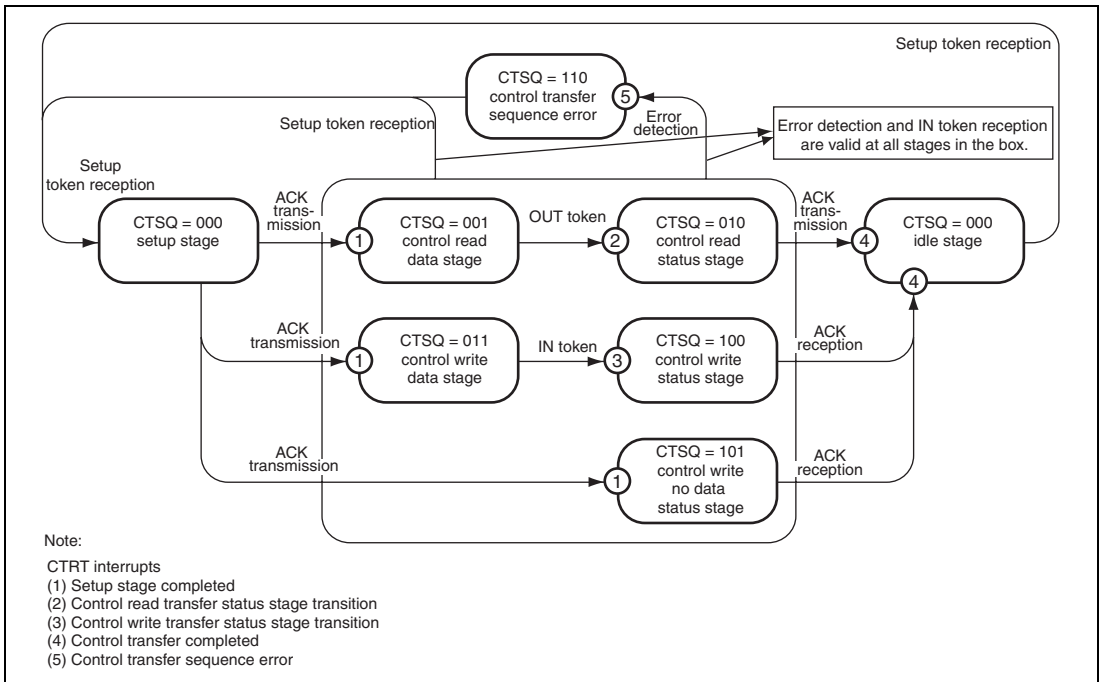 Setup token reception
CTSQ = 110
control transfer
sequence error
5
Setup token reception
Error
detection
Error detection and IN token reception
are valid at all stages in the box.
Setup
token reception
CTSQ = 000
setup stage
ACK
trans-
mission
1
CTSQ = 001
control read
data stage
OUT token
2
CTSQ = 010
control read
status stage
ACK
trans-
mission
4
CTSQ = 000
idle stage
4
ACK
transmission
1
CTSQ = 011
control write
data stage
IN token
3
CTSQ = 100
control write
status stage
ACK
reception
ACK
transmission
1
CTSQ = 101
control write
no data
status stage
ACK
reception
Note:
CTRT interrupts
(1) Setup stage completed
(2) Control read transfer status stage transition
(3) Control write transfer status stage transition
(4) Control transfer completed
(5) Control transfer sequence error